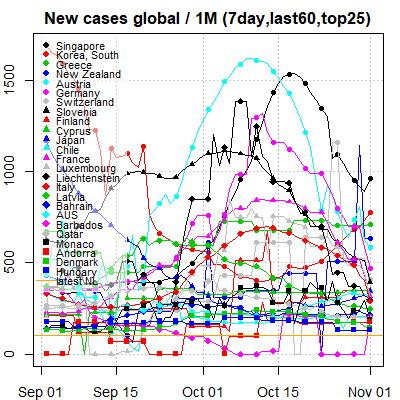 New cases global / 1M (7day,last60,top25)
Singapore
Korea, South
Greece
New Zealand
Austria
Germany
Switzerland
Slovenia
Finland
Cyprus
Japan
Chile
France
Luxembourg
Liechtenstein
Italy
Latvia
Bahrain
AUS
Barbados
Qatar
Monaco
Andorra
Denmark
Hungary
latest NL
0
500
1000
1500
Sep 01
Sep 15
Oct 01
Oct 15
Nov 01